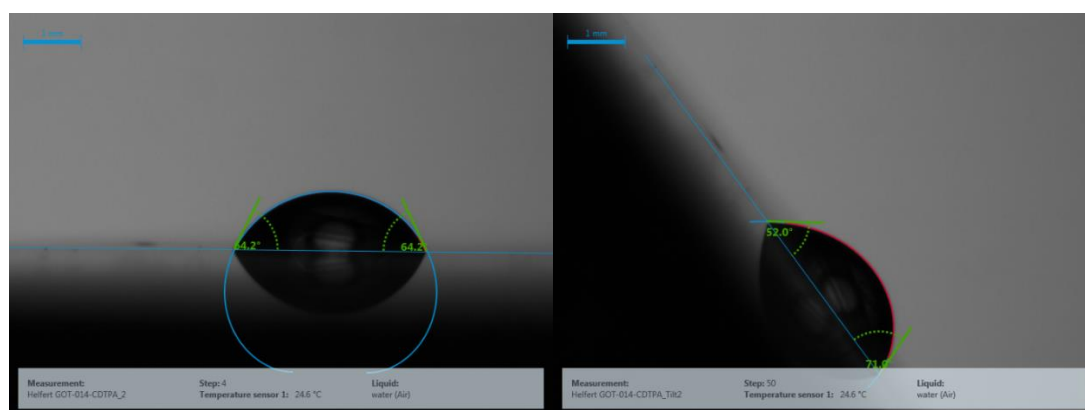 1 mm
64.2°
64.2°
Measurement:
Helfert GOT-014-CDTPA_2
Step: 4
Temperature sensor 1: 24.6 °C
Liquid:
water (Air)
1 mm
52.0°
71.9°
Measurement:
Helfert GOT-014-CDTPA_Tilt2
Step: 50
Temperature sensor 1: 24.6 °C
Liquid:
water (Air)